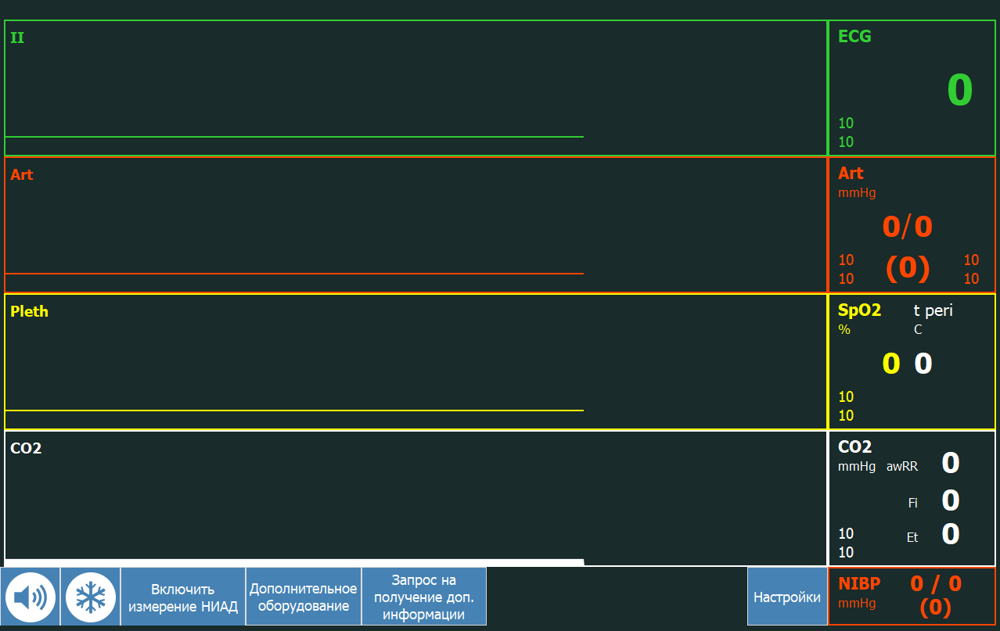 II
ECG
0
10
10
Art
Art
mmHg
0/0
10 (0) 10
10 10
Pleth
SpO2 t peri
% C
0 0
10
10
CO2
CO2
mmHg awRR 0
Fi 0
10 Et 0
10
Включить
измерение НИАД
Дополнительное
оборудование
Запрос на
получение доп.
информации
Настройки
NIBP 0 / 0
mmHg (0)